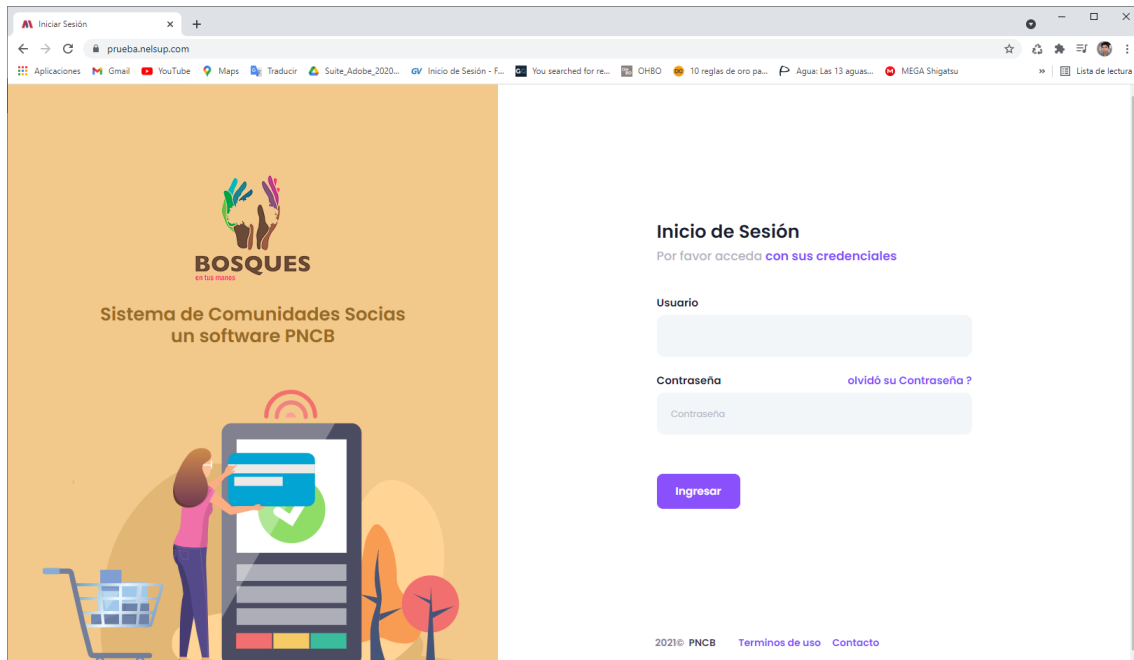 Iniciar Sesión
prueba.nelsup.com
Aplicaciones Gmail YouTube Maps Traducir Suite_Adobe_2020... GV Inicio de Sesión - F... You searched for re... OHBO 10 reglas de oro pa... Agua: Las 13 aguas... MEGA Shigatsu » Lista de lectura
BOSQUES
en tus manos
Sistema de Comunidades Socias
un software PNCB
Inicio de Sesión
Por favor acceda con sus credenciales
Usuario
Contraseña olvidó su Contraseña ?
Contraseña
Ingresar
2021© PNCB Terminos de uso Contacto